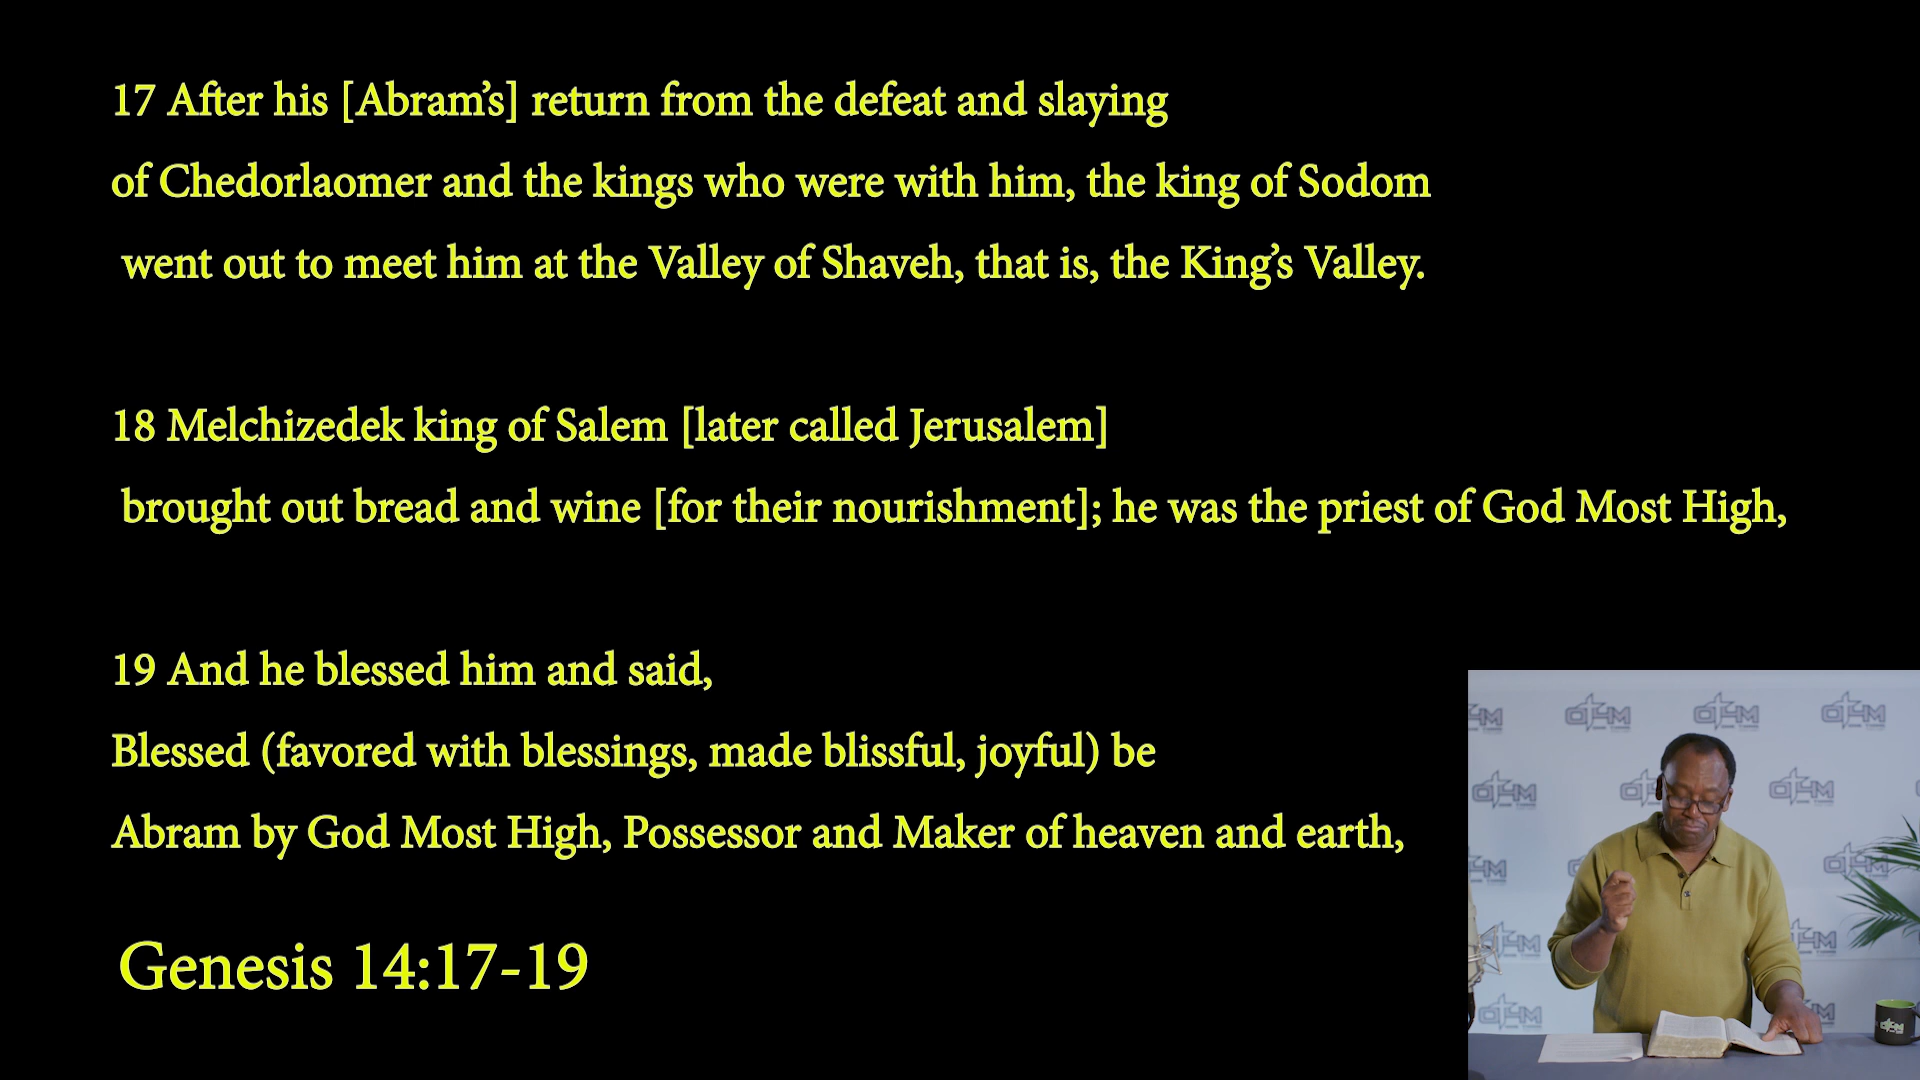 17 After his [Abram’s] return from the defeat and slaying
of Chedorlaomer and the kings who were with him, the king of Sodom
went out to meet him at the Valley of Shaveh, that is, the King’s Valley.
18 Melchizedek king of Salem [later called Jerusalem]
brought out bread and wine [for their nourishment]; he was the priest of God Most High,
19 And he blessed him and said,
Blessed (favored with blessings, made blissful, joyful) be
Abram by God Most High, Possessor and Maker of heaven and earth,
Genesis 14:17-19